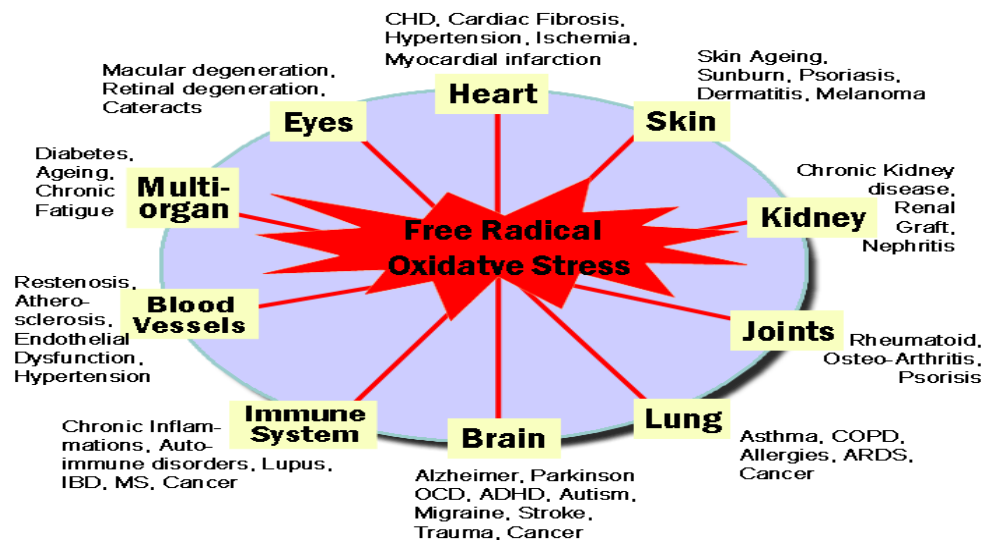 CHD, Cardiac Fibrosis,
Hypertension, Ischemia,
Myocardial infarction
Heart
Skin Ageing,
Sunburn, Psoriasis,
Dermatitis, Melanoma
Skin
Chronic Kidney
disease,
Renal
Graft,
Nephritis
Kidney
Joints
Rheumatoid,
Osteo-Arthritis,
Psorisis
Lung
Asthma, COPD,
Allergies, ARDS,
Cancer
Brain
Alzheimer, Parkinson
OCD, ADHD, Autism,
Migraine, Stroke,
Trauma, Cancer
Immune
System
Chronic Inflam-
mations, Auto-
immune disorders, Lupus,
IBD, MS, Cancer
Blood
Vessels
Restenosis,
Athero-
sclerosis,
Endothelial
Dysfunction,
Hypertension
Multi-
organ
Diabetes,
Ageing,
Chronic
Fatigue
Eyes
Macular degeneration,
Retinal degeneration,
Cateracts
Free Radical
Oxidatve Stress